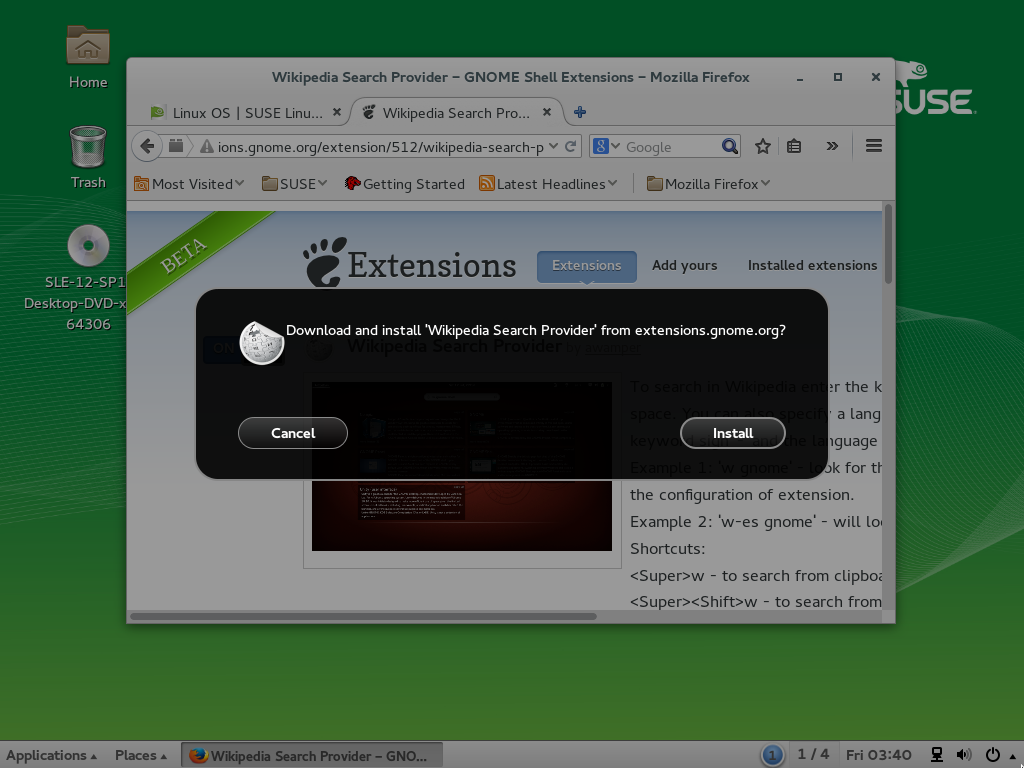 Home
Trash
SLE-12-SP1
Desktop-DVD-x
64306
SUSE
Wikipedia Search Provider – GNOME Shell Extensions – Mozilla Firefox
Linux OS | SUSE Linu...
Wikipedia Search Pro...
ions.gnome.org/extension/512/wikipedia-search-p
8
Google
Most Visited
SUSE
Getting Started
Latest Headlines
Mozilla Firefox
BETA
Extensions
Extensions
Add yours
Installed extensions
Download and install 'Wikipedia Search Provider' from extensions.gnome.org?
ON
Wikipedia Search Provider by awamper
Cancel
Install
To search in Wikipedia enter the k
space. You can also specify a lang
keyword sign - and the language
Example 1: 'w gnome' - look for th
the configuration of extension.
Example 2: 'w-es gnome' - will loo
Shortcuts:
<Super>w - to search from clipboa
<Super><Shift>w - to search from
Applications
Places
Wikipedia Search Provider – GNO...
1
1 / 4
Fri 03:40